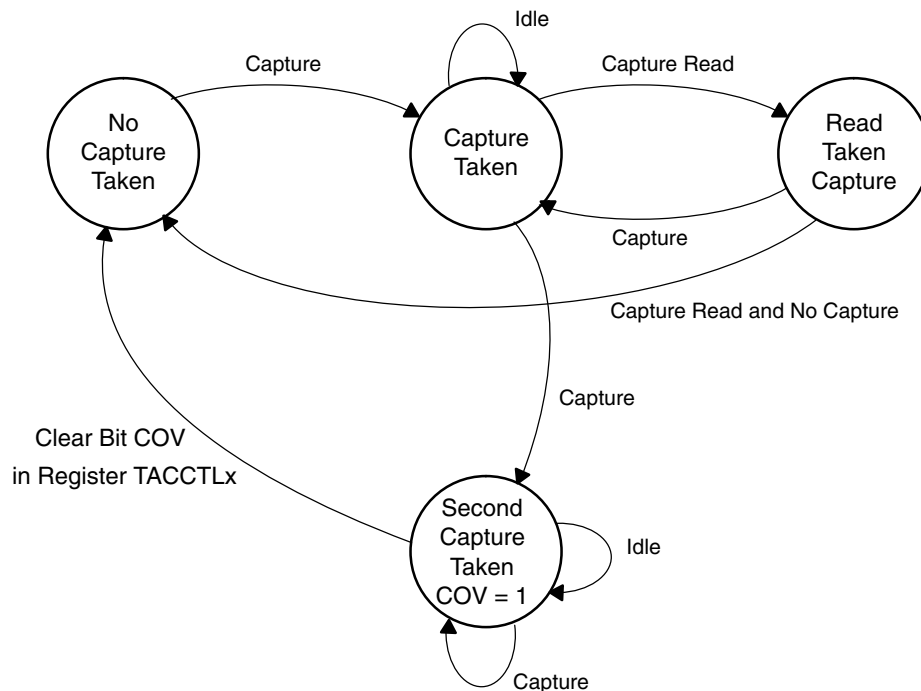 Idle
Capture
Capture Read
No
Capture
Taken
Capture
Taken
Read
Taken
Capture
Capture
Capture Read and No Capture
Capture
Clear Bit COV
in Register TACCTLx
Second
Capture
Taken
COV = 1
Idle
Capture